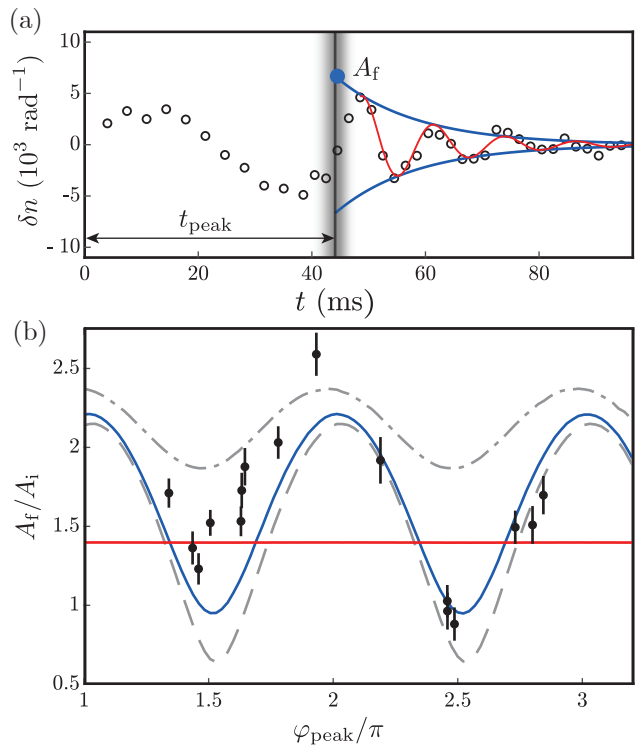 (a)
10
5
0
-5
- 10
δn (10³ rad⁻¹)
A_f
t_peak
0 20 40 60 80
t (ms)
(b)
2.5
2
1.5
1
0.5
A_f/A_i
1 1.5 2 2.5 3
φ_peak/π